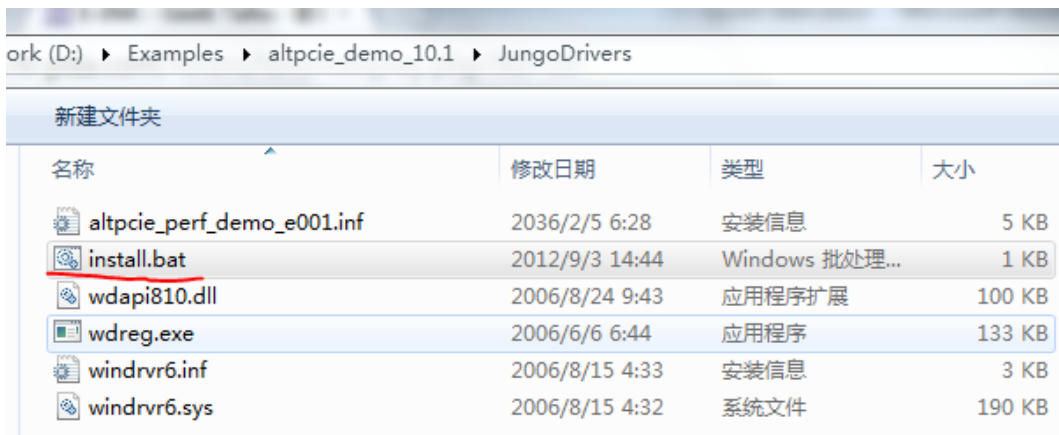 ork (D:) ▸ Examples ▸ altpcie_demo_10.1 ▸ JungoDrivers
新建文件夹
名称 修改日期 类型 大小
altpcie_perf_demo_e001.inf 2036/2/5 6:28 安装信息 5 KB
install.bat 2012/9/3 14:44 Windows 批处理... 1 KB
wdapi810.dll 2006/8/24 9:43 应用程序扩展 100 KB
wdreg.exe 2006/6/6 6:44 应用程序 133 KB
windrvr6.inf 2006/8/15 4:33 安装信息 3 KB
windrvr6.sys 2006/8/15 4:32 系统文件 190 KB